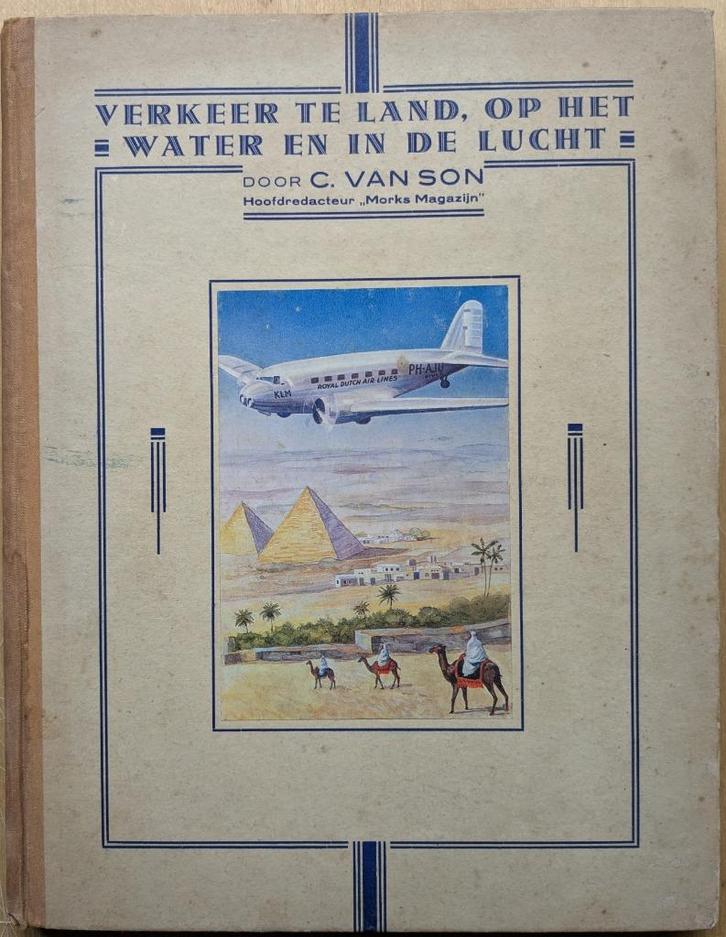 VERKEER TE LAND, OP HET
WATER EN IN DE LUCHT
DOOR C. VAN SON
Hoofdredacteur „Morks Magazijn"
PH-AJU
ROYAL DUTCH AIR LINES
KLM